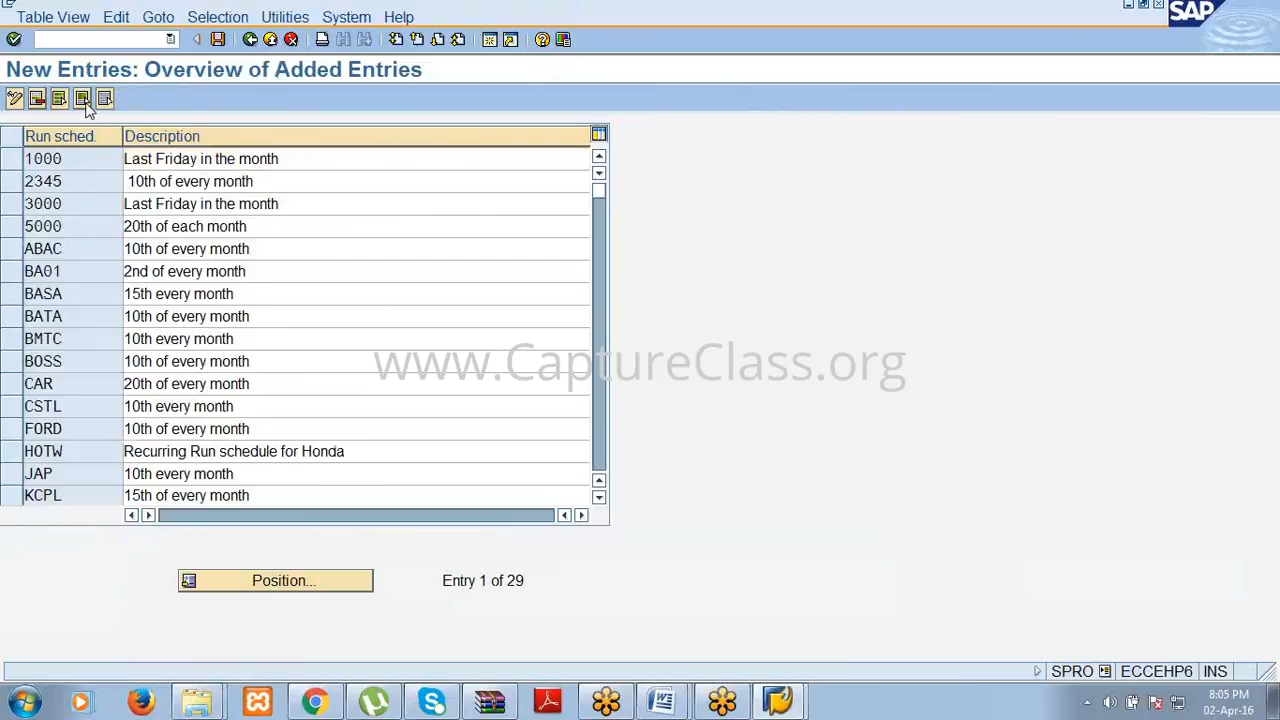 Table View Edit Goto Selection Utilities System Help
SAP
New Entries: Overview of Added Entries
Run sched. Description
1000 Last Friday in the month
2345 10th of every month
3000 Last Friday in the month
5000 20th of each month
ABAC 10th of every month
BA01 2nd of every month
BASA 15th every month
BATA 10th of every month
BMTC 10th every month
BOSS 10th of every month
www.CaptureClass.org
CAR 20th of every month
CSTL 10th every month
FORD 10th of every month
HOTW Recurring Run schedule for Honda
JAP 10th every month
KCPL 15th of every month
Position... Entry 1 of 29
SPRO ECCEHP6 INS
8:05 PM
02-Apr-16